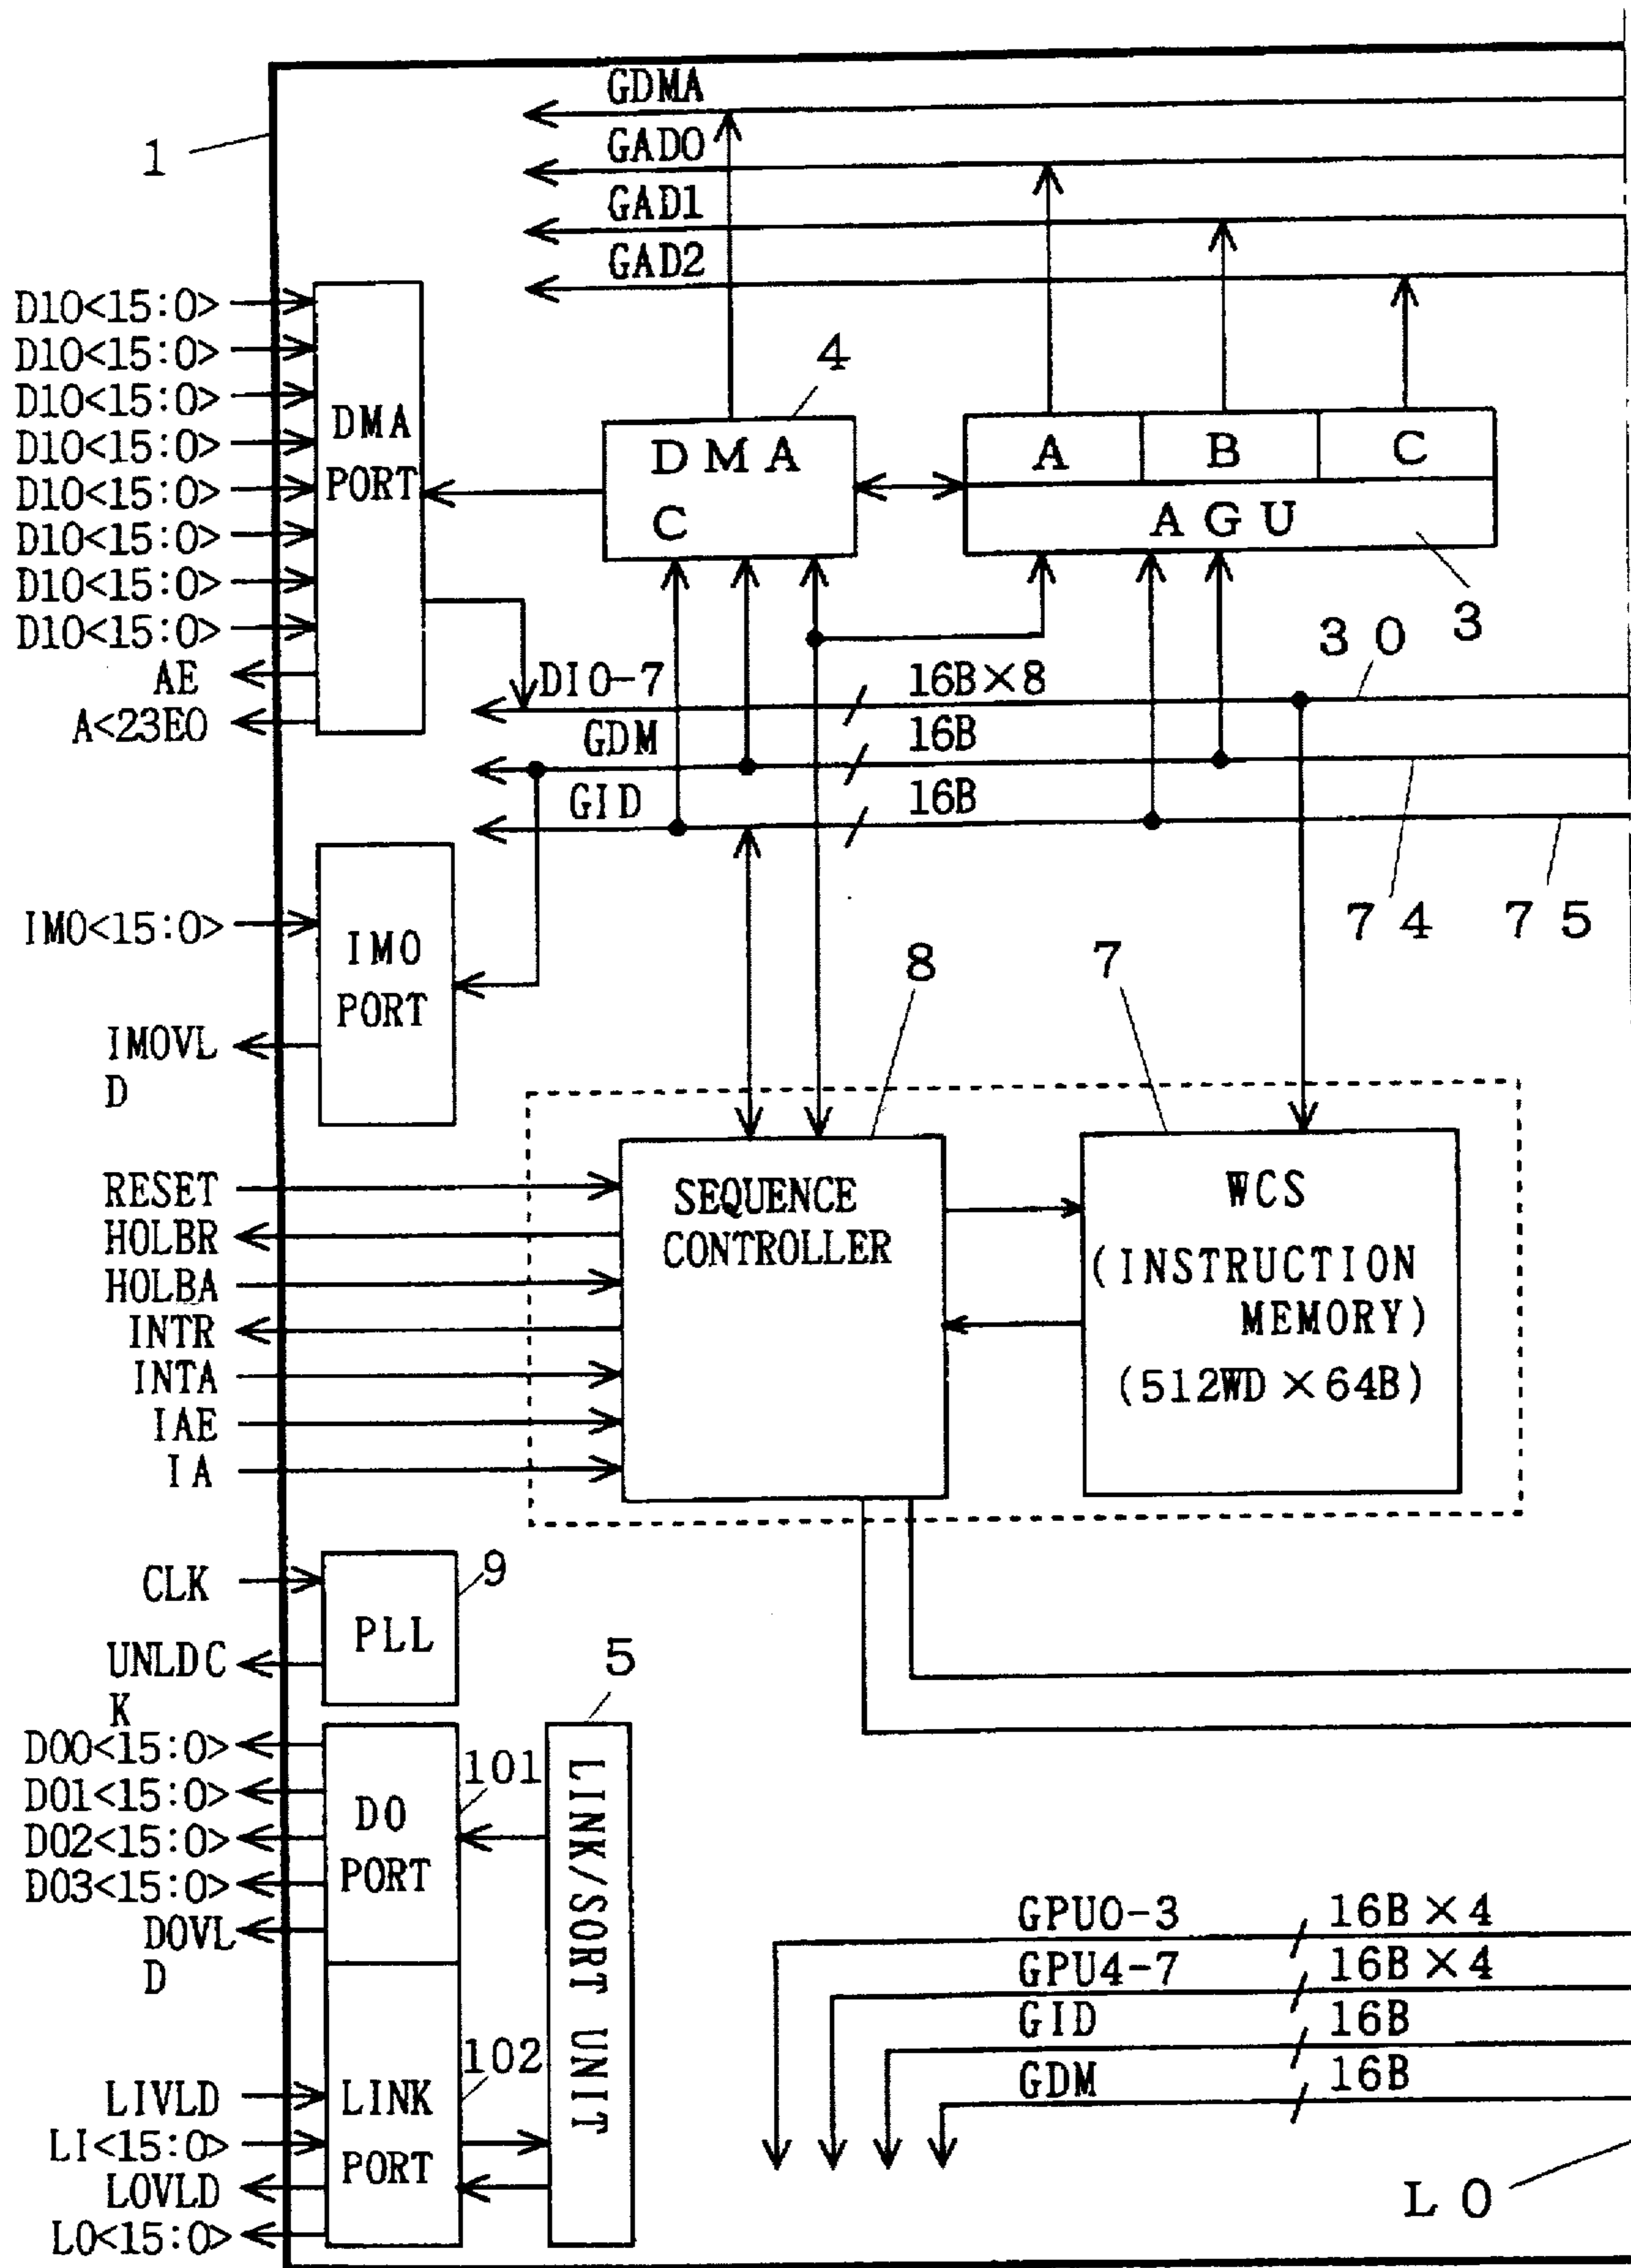 GDMA
1
GAD0
GAD1
GAD2
D10<15:0>
D10<15:0>
D10<15:0>
D10<15:0>
D10<15:0>
D10<15:0>
D10<15:0>
D10<15:0>
AE
A<23E0
DMA
PORT
4
DMA
C
A B C
AGU
3
30
DI0-7 16B×8
GDM 16B
GID 16B
74 75
IM0<15:0>
IMOVL
D
IMO
PORT
8 7
RESET
HOLBR
HOLBA
INTR
INTA
IAE
IA
SEQUENCE
CONTROLLER
WCS
(INSTRUCTION
MEMORY)
(512WD×64B)
CLK
UNLDC
K
PLL
9
5
D00<15:0>
D01<15:0>
D02<15:0>
D03<15:0>
DOVL
D
DO
PORT
101
LINK/SORT UNIT
102
LIVLD
LI<15:0>
LOVLD
LO<15:0>
LINK
PORT
GPU0-3 16B×4
GPU4-7 16B×4
GID 16B
GDM 16B
L0